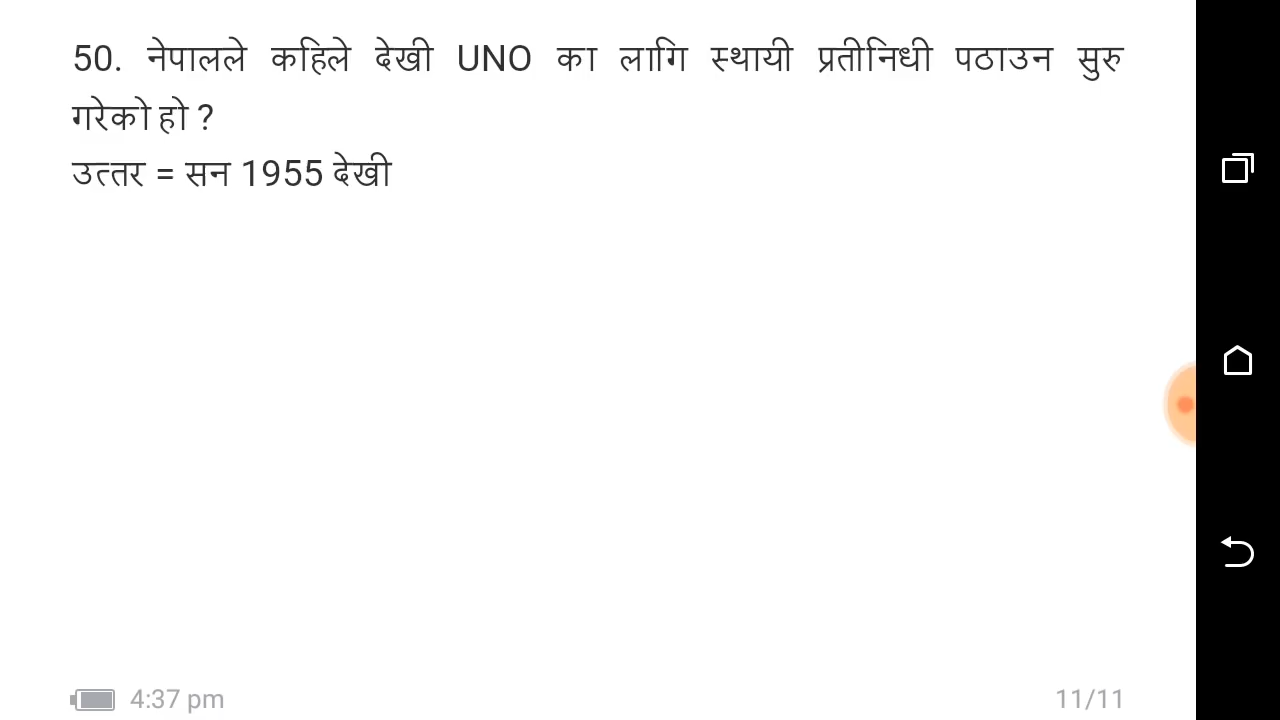 50. नेपालले कहिले देखी UNO का लागि स्थायी प्रतीनिधी पठाउन सुरु
गरेको हो ?
उत्तर = सन 1955 देखी
4:37 pm
11/11